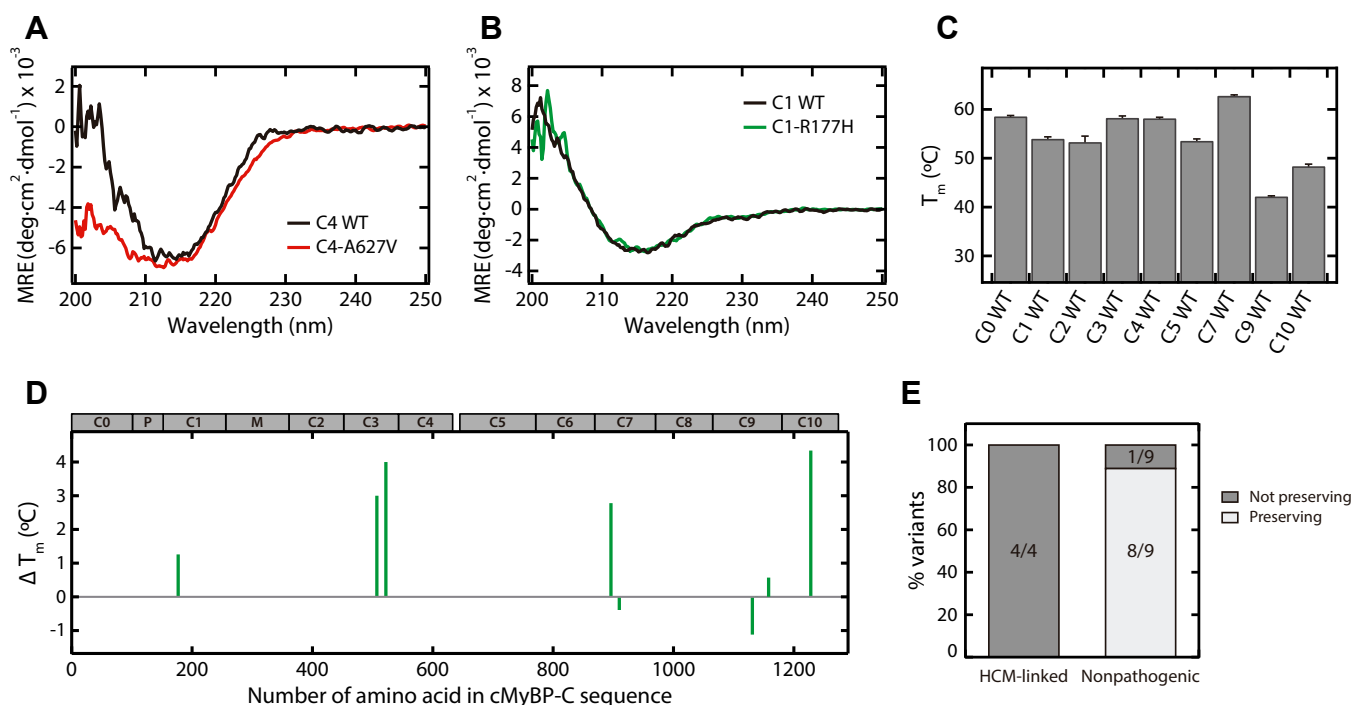 A
MRE(deg·cm² ·dmol⁻¹) x 10⁻³
2
0
-2
-4
-6
C4 WT
C4-A627V
200 210 220 230 240 250
Wavelength (nm)
B
MRE(deg·cm² ·dmol⁻¹) x 10⁻³
8
6
4
2
0
-2
-4
C1 WT
C1-R177H
200 210 220 230 240 250
Wavelength (nm)
C
Tm (ºC)
60
50
40
30
C0 WT C1 WT C2 WT C3 WT C4 WT C5 WT C7 WT C9 WT C10 WT
D
C0 P C1 M C2 C3 C4 C5 C6 C7 C8 C9 C10
Δ Tm (ºC)
4
3
2
1
0
-1
0 200 400 600 800 1000 1200
Number of amino acid in cMyBP-C sequence
E
% variants
100
80
60
40
20
0
4/4
1/9
8/9
HCM-linked Nonpathogenic
Not preserving
Preserving